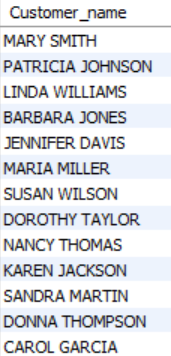 Customer_name
MARY SMITH
PATRICIA JOHNSON
LINDA WILLIAMS
BARBARA JONES
JENNIFER DAVIS
MARIA MILLER
SUSAN WILSON
DOROTHY TAYLOR
NANCY THOMAS
KAREN JACKSON
SANDRA MARTIN
DONNA THOMPSON
CAROL GARCIA